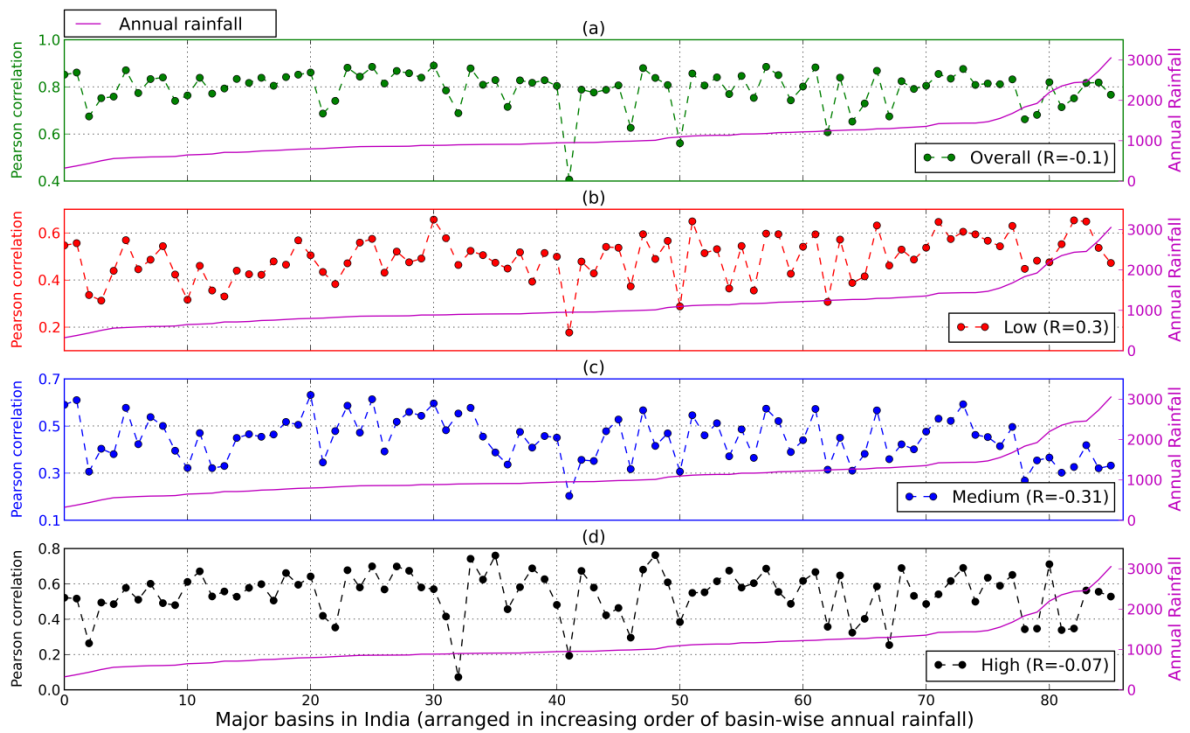 Annual rainfall
(a)
Pearson correlation
1.0
0.8
0.6
0.4
3000
2000
1000
0
Annual Rainfall
Overall (R=-0.1)
(b)
Pearson correlation
0.6
0.4
0.2
3000
2000
1000
0
Annual Rainfall
Low (R=0.3)
(c)
Pearson correlation
0.7
0.5
0.3
0.1
3000
2000
1000
0
Annual Rainfall
Medium (R=-0.31)
(d)
Pearson correlation
0.8
0.6
0.4
0.2
0.0
3000
2000
1000
0
Annual Rainfall
High (R=-0.07)
0 10 20 30 40 50 60 70 80
Major basins in India (arranged in increasing order of basin-wise annual rainfall)